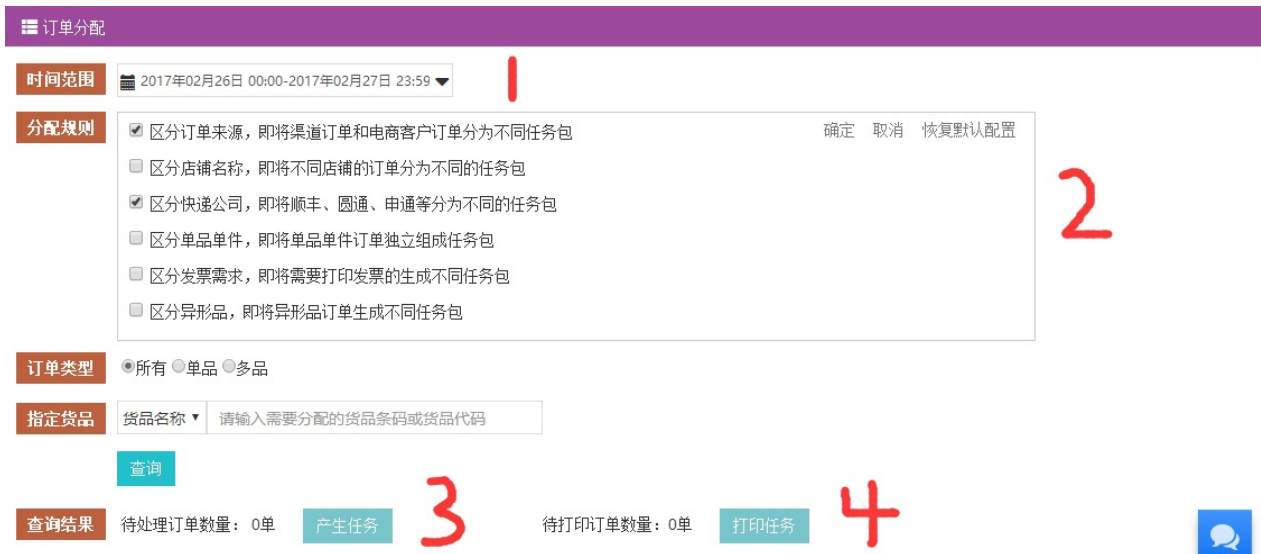 订单分配
时间范围 2017年02月26日 00:00-2017年02月27日 23:59 1
分配规则 区分订单来源，即将渠道订单和电商客户订单分为不同任务包 确定 取消 恢复默认配置
区分店铺名称，即将不同店铺的订单分为不同的任务包
区分快递公司，即将顺丰、圆通、申通等分为不同的任务包
2
区分单品单件，即将单品单件订单独立组成任务包
区分发票需求，即将需要打印发票的生成不同任务包
区分异形品，即将异形品订单生成不同任务包
订单类型 所有 单品 多品
指定货品 货品名称 请输入需要分配的货品条码或货品代码
查询
查询结果 待处理订单数量：0单 产生任务 3 待打印订单数量：0单 打印任务 4